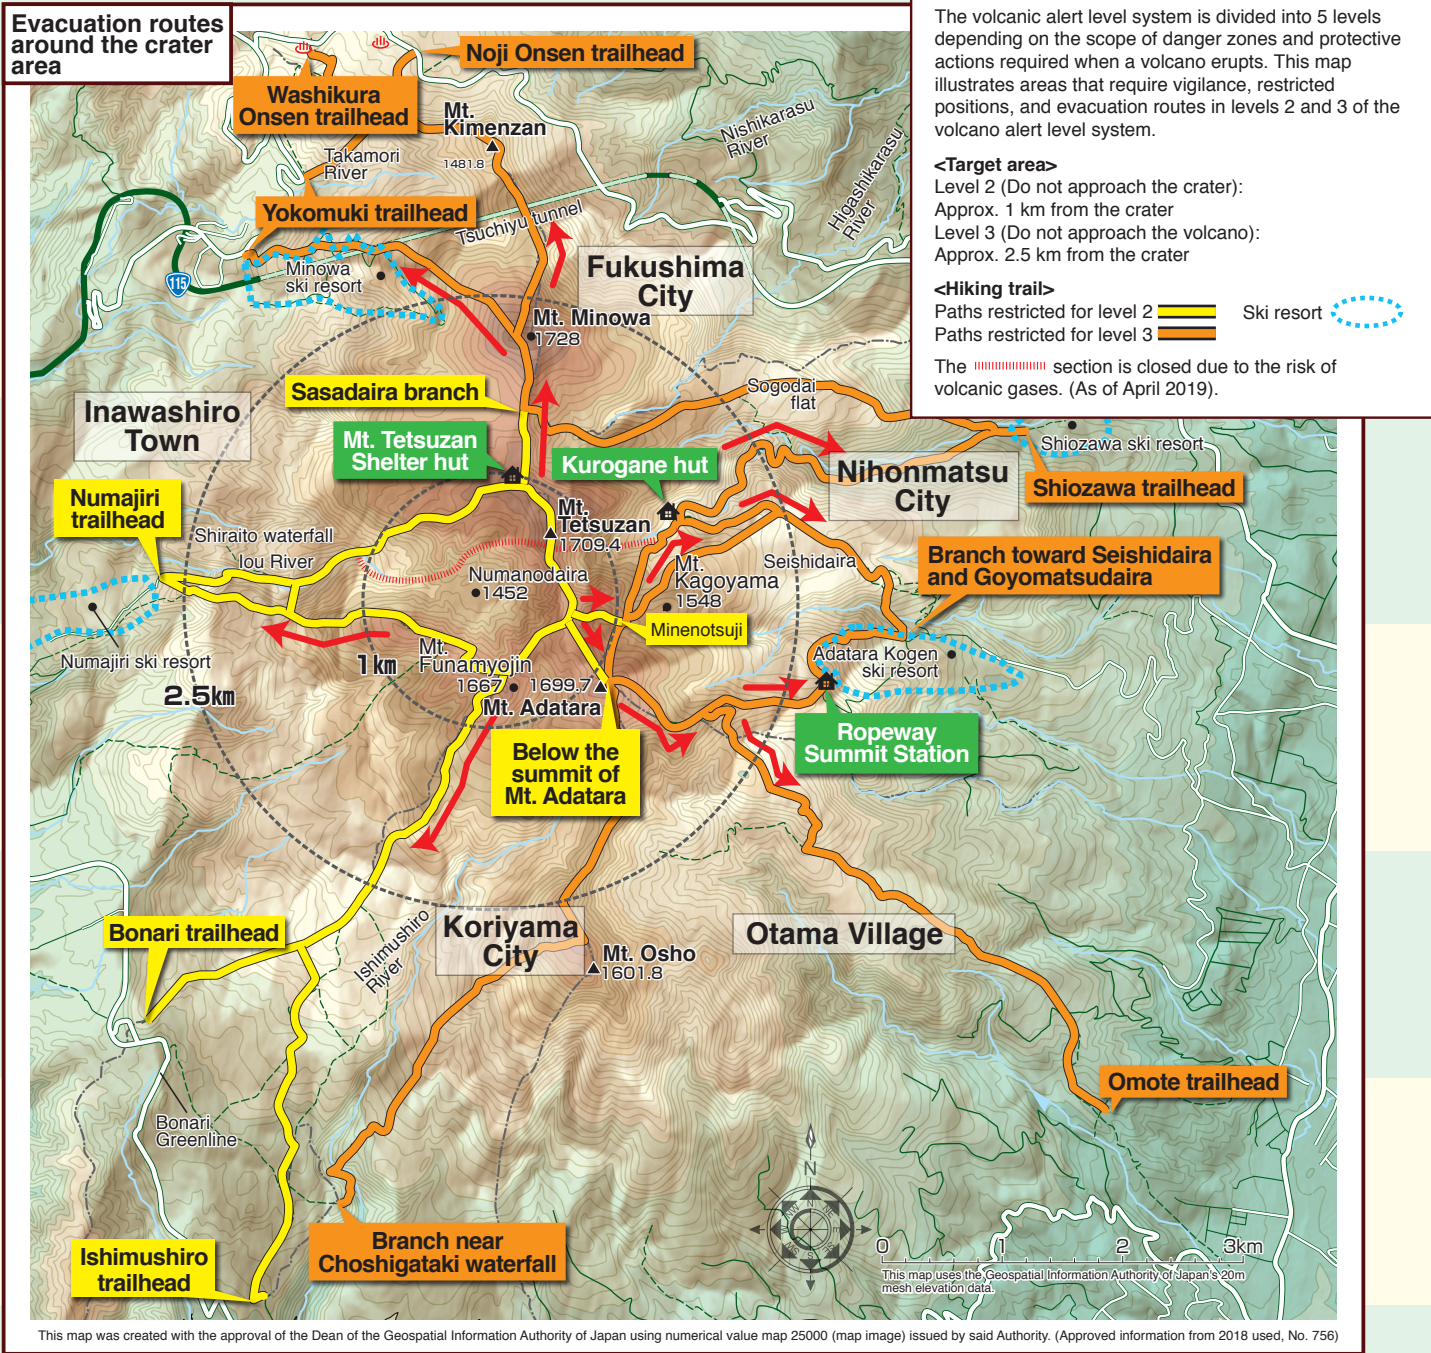 Evacuation routes
around the crater
area
The volcanic alert level system is divided into 5 levels
depending on the scope of danger zones and protective
actions required when a volcano erupts. This map
illustrates areas that require vigilance, restricted
positions, and evacuation routes in levels 2 and 3 of the
volcano alert level system.
<Target area>
Level 2 (Do not approach the crater):
Approx. 1 km from the crater
Level 3 (Do not approach the volcano):
Approx. 2.5 km from the crater
<Hiking trail>
Paths restricted for level 2
Ski resort
Paths restricted for level 3
The section is closed due to the risk of
volcanic gases. (As of April 2019).
Noji Onsen trailhead
Washikura
Onsen trailhead
Mt.
Kimenzan
1481.8
Nishikarasu
River
Higashikarasu
River
Takamori
River
Yokomuki trailhead
Tsuchiyu tunnel
115
Minowa
ski resort
Fukushima
City
Mt. Minowa
1728
Sasadaira branch
Sogodai
flat
Inawashiro
Town
Mt. Tetsuzan
Shelter hut
Kurogane hut
Shiozawa ski resort
Nihonmatsu
City
Shiozawa trailhead
Numajiri
trailhead
Mt.
Tetsuzan
1709.4
Shiraito waterfall
Iou River
Seishidaira
Branch toward Seishidaira
and Goyomatsudaira
Numanodaira
1452
Mt.
Kagoyama
1548
Minenotsuji
Numajiri ski resort
1km
2.5km
Mt.
Funamyojin
1667
1699.7
Mt. Adatara
Adatara Kogen
ski resort
Ropeway
Summit Station
Below the
summit of
Mt. Adatara
Bonari trailhead
Ishimushiro
River
Koriyama
City
Otama Village
Mt. Osho
1601.8
Omote trailhead
Bonari
Greenline
Branch near
Choshigataki waterfall
Ishimushiro
trailhead
N
N
NE
E
SE
S
SW
W
NW
0
1
2
3km
This map uses the Geospatial Information Authority of Japan's 20m
mesh elevation data.
This map was created with the approval of the Dean of the Geospatial Information Authority of Japan using numerical value map 25000 (map image) issued by said Authority. (Approved information from 2018 used, No. 756)